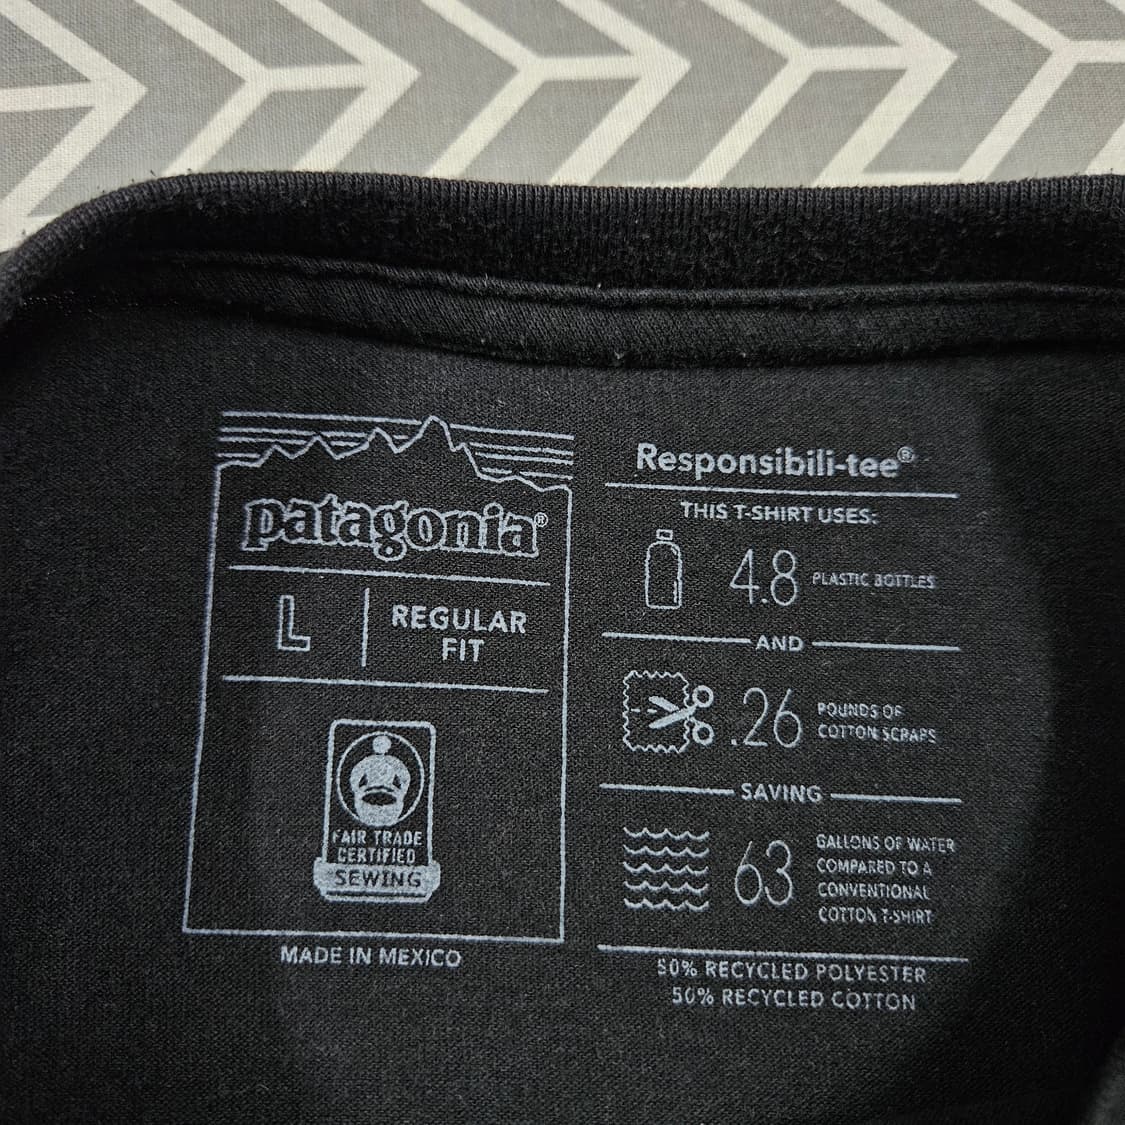 patagonia®
L
REGULAR
FIT
FAIR TRADE
CERTIFIED
SEWING
MADE IN MEXICO
Responsibili-tee®
THIS T-SHIRT USES:
4.8 PLASTIC BOTTLES
AND
.26 POUNDS OF
COTTON SCRAPS
SAVING
63 GALLONS OF WATER
COMPARED TO A
CONVENTIONAL
COTTON T-SHIRT
50% RECYCLED POLYESTER
50% RECYCLED COTTON